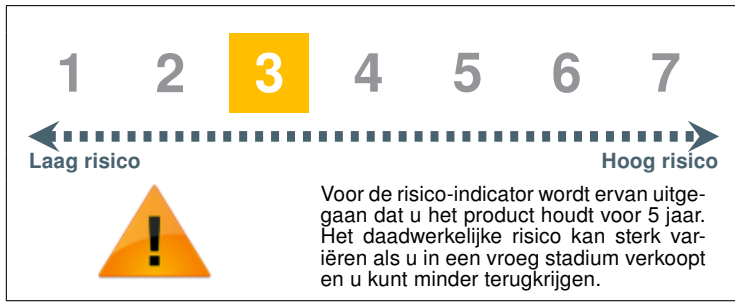 1 2 3 4 5 6 7
Laag risico Hoog risico
Voor de risico-indicator wordt ervan uitge-
gaan dat u het product houdt voor 5 jaar.
Het daadwerkelijke risico kan sterk var-
iëren als u in een vroeg stadium verkoopt
en u kunt minder terugkrijgen.